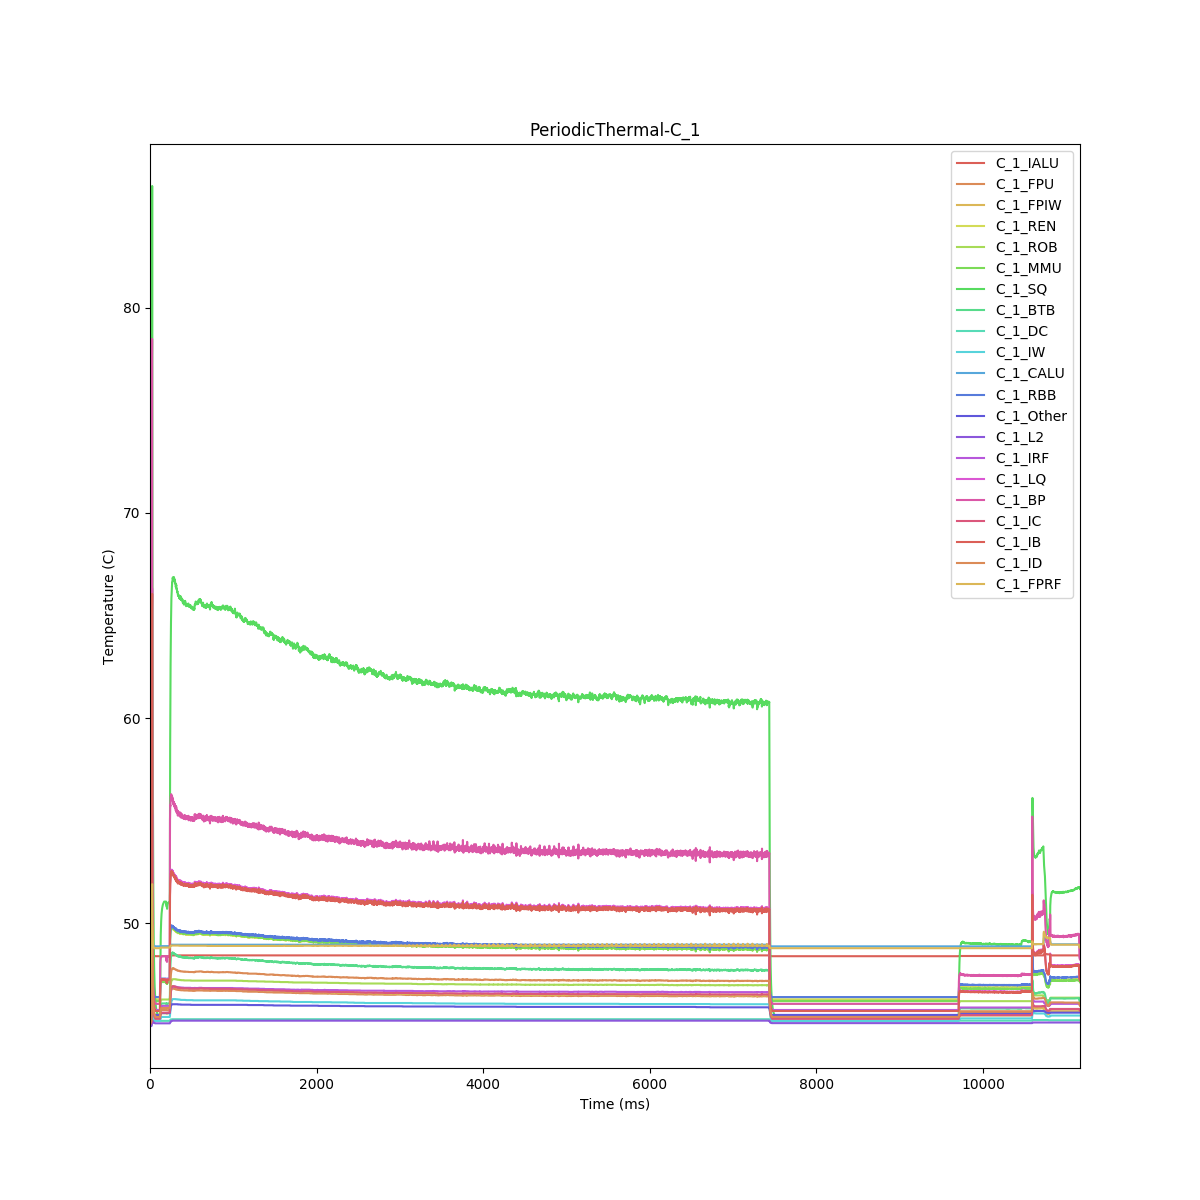 PeriodicThermal-C_1
C_1_IALU
C_1_FPU
C_1_FPIW
C_1_REN
C_1_ROB
C_1_MMU
C_1_SQ
C_1_BTB
C_1_DC
C_1_IW
C_1_CALU
C_1_RBB
C_1_Other
C_1_L2
C_1_IRF
C_1_LQ
C_1_BP
C_1_IC
C_1_IB
C_1_ID
C_1_FPRF
80
70
60
50
Temperature (C)
0 2000 4000 6000 8000 10000
Time (ms)